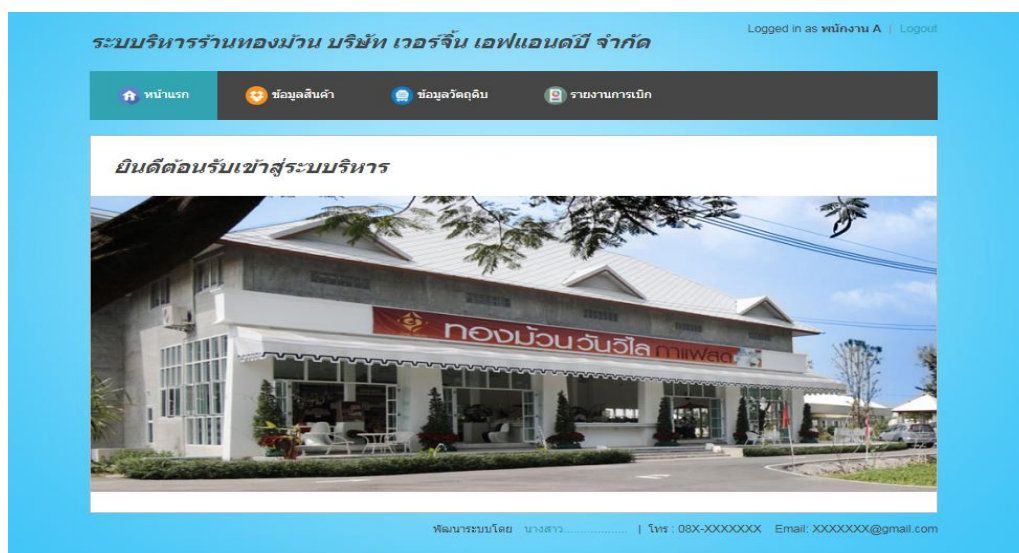 ระบบบริหารร้านทองม้วน บริษัท เวอร์จิ้น เอฟแอนด์บี จำกัด
Logged in as พนักงาน A | Logout
หน้าแรก ข้อมูลสินค้า ข้อมูลวัตถุดิบ รายงานการเบิก
ยินดีต้อนรับเข้าสู่ระบบบริหาร
ทองม้วนวันวิไล กาแฟสด
พัฒนาระบบโดย นางสาว.................... | โทร : 08X-XXXXXXX Email: XXXXXXX@gmail.com